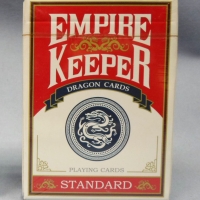 EMPIRE
KEEPER
DRAGON CARDS
PLAYING CARDS
STANDARD